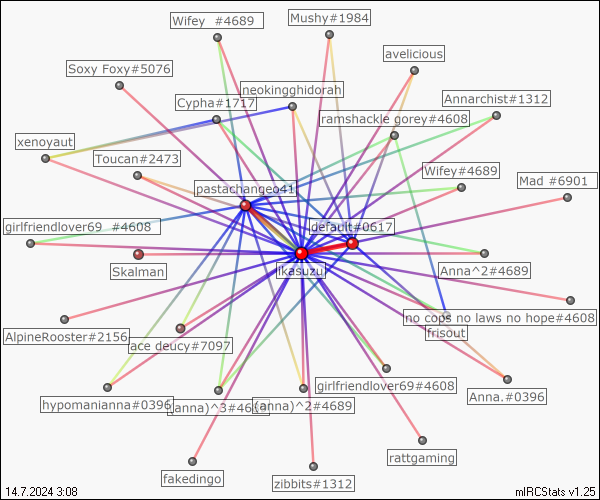 Wifey #4689
Mushy#1984
avelicious
Soxy Foxy#5076
neokingghidorah
Cypha#1717
Annarchist#1312
ramshackle gorey#4608
xenoyaut
Toucan#2473
Wifey#4689
Mad #6901
pastachangeo41
girlfriendlover69 #4608
default#0617
Skalman
ikasuzu
Anna^2#4689
no cops no laws no hope#4608
AlpineRooster#2156
frisout
ace deucy#7097
girlfriendlover69#4608
hypomanianna#0396
(anna)^3#46
(anna)^2#4689
Anna.#0396
rattgaming
fakedingo
zibbits#1312
14.7.2024 3:08
mIRCStats v1.25